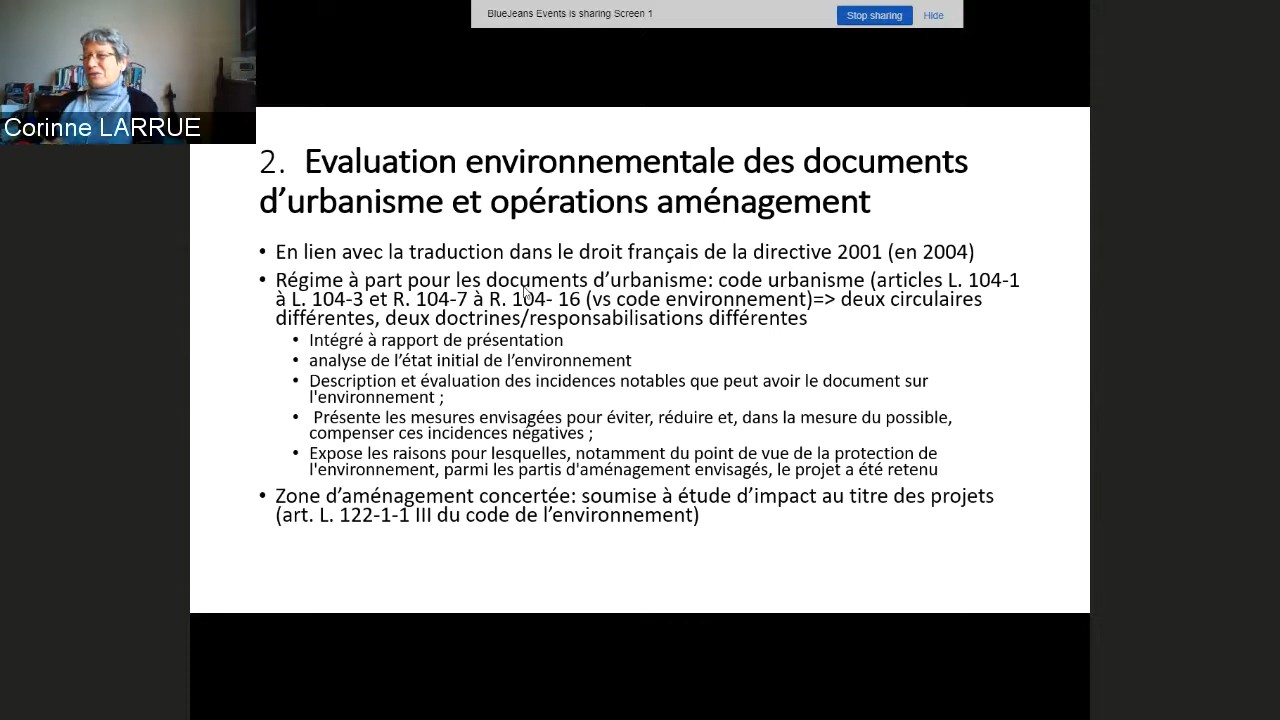 BlueJeans Events is sharing Screen 1
Stop sharing
Hide
Corinne LARRUE
2. Evaluation environnementale des documents
d’urbanisme et opérations aménagement
• En lien avec la traduction dans le droit français de la directive 2001 (en 2004)
• Régime à part pour les documents d’urbanisme: code urbanisme (articles L. 104-1
à L. 104-3 et R. 104-7 à R. 104- 16 (vs code environnement)=> deux circulaires
différentes, deux doctrines/responsabilisations différentes
• Intégré à rapport de présentation
• analyse de l’état initial de l’environnement
• Description et évaluation des incidences notables que peut avoir le document sur
l'environnement ;
• Présente les mesures envisagées pour éviter, réduire et, dans la mesure du possible,
compenser ces incidences négatives ;
• Expose les raisons pour lesquelles, notamment du point de vue de la protection de
l'environnement, parmi les partis d'aménagement envisagés, le projet a été retenu
• Zone d’aménagement concertée: soumise à étude d’impact au titre des projets
(art. L. 122-1-1 III du code de l’environnement)